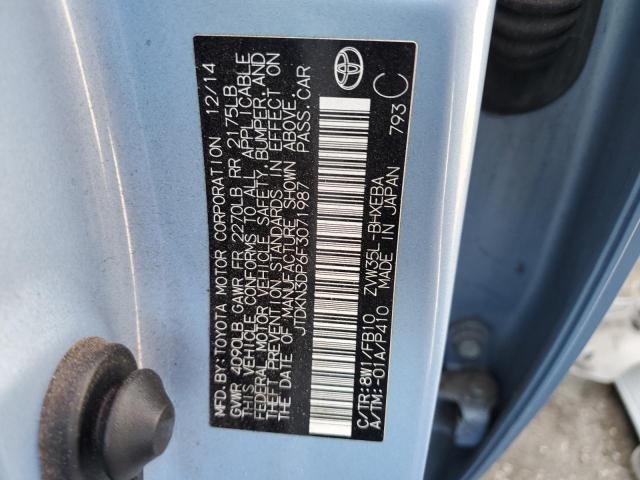 MFD.BY:TOYOTA MOTOR CORPORATION 12/14
GVWR 4090LB GAWR FR 2270LB RR 2175LB
THIS VEHICLE CONFORMS TO ALL APPLICABLE
FEDERAL MOTOR VEHICLE SAFETY, BUMPER, AND
THEFT PREVENTION STANDARDS IN EFFECT ON
THE DATE OF MANUFACTURE SHOWN ABOVE.
JTDKN3DP6F3071987 PASS.CAR
C/TR:8W1/FB10 ZVW35L-BHXEBA
A/TM:-01A/P410 MADE IN JAPAN
793 C